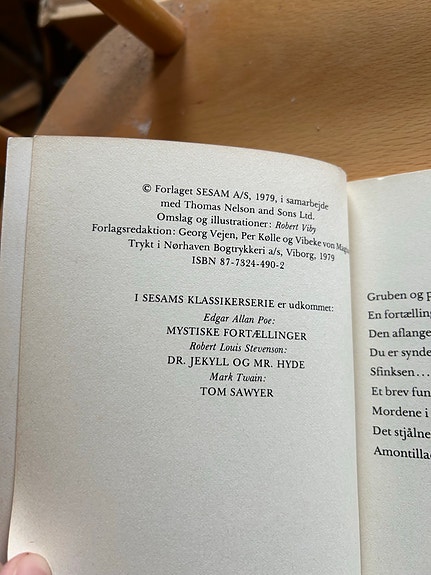 © Forlaget SESAM A/S, 1979, i samarbejde
med Thomas Nelson and Sons Ltd.
Omslag og illustrationer: Robert Viby
Forlagsredaktion: Georg Vejen, Per Kølle og Vibeke von
Trykt i Nørhaven Bogtrykkeri a/s, Viborg, 1979
ISBN 87-7324-490-2
I SESAMS KLASSIKERSERIE er udkommet:
Edgar Allan Poe:
MYSTISKE FORTÆLLINGER
Robert Louis Stevenson:
DR. JEKYLL OG MR. HYDE
Mark Twain:
TOM SAWYER
Gruben og
En fortælling
Den aflange
Du er synde
Sfinksen...
Et brev fun
Mordene i
Det stjålne